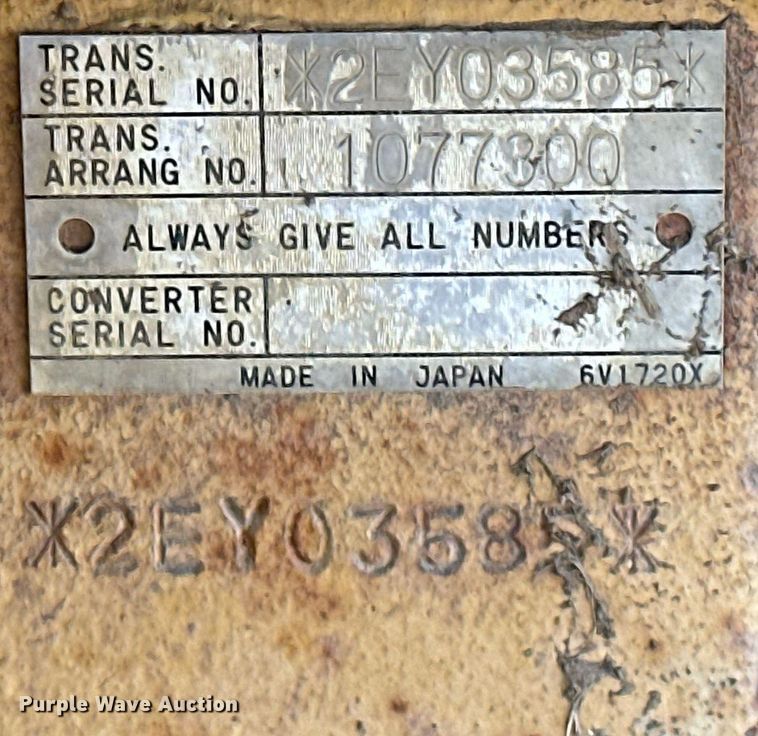 TRANS.
SERIAL NO. *2EY03585*
TRANS.
ARRANG NO. 1077300
ALWAYS GIVE ALL NUMBERS
CONVERTER
SERIAL NO.
MADE IN JAPAN 6V1720X
*2EY03585*
Purple Wave Auction